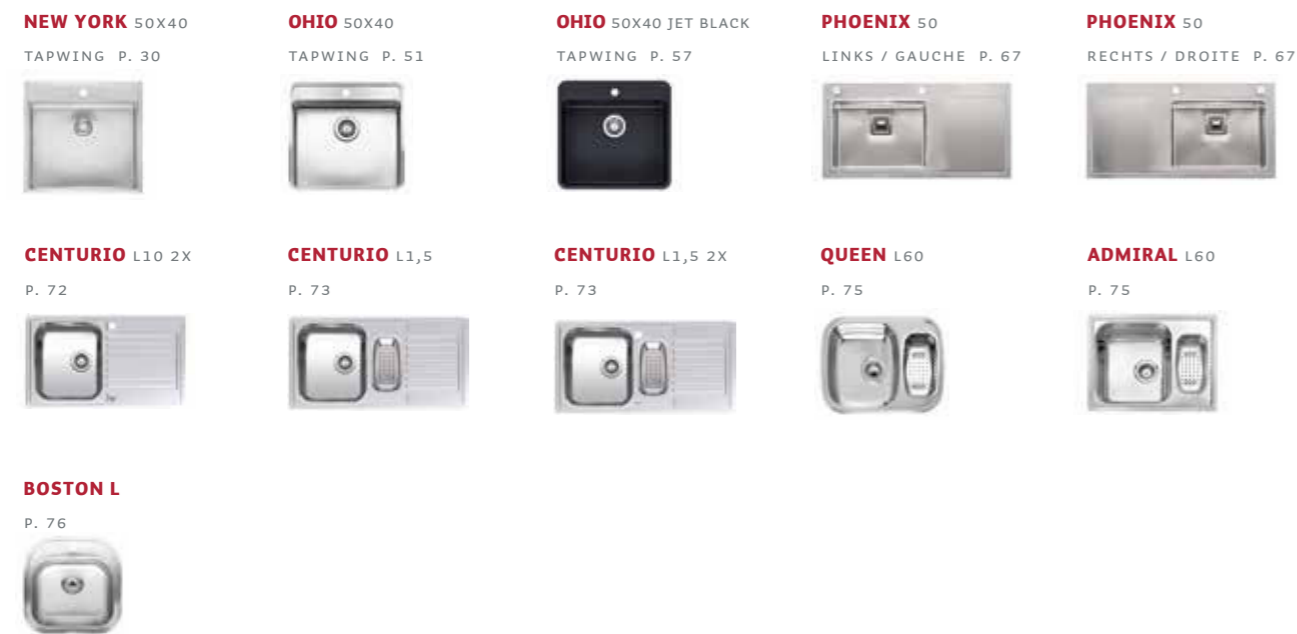 NEW YORK 50X40
TAPWING P. 30
OHIO 50X40
TAPWING P. 51
OHIO 50X40 JET BLACK
TAPWING P. 57
PHOENIX 50
LINKS / GAUCHE P. 67
PHOENIX 50
RECHTS / DROITE P. 67
CENTURIO L10 2X
P. 72
CENTURIO L1,5
P. 73
CENTURIO L1,5 2X
P. 73
QUEEN L60
P. 75
ADMIRAL L60
P. 75
BOSTON L
P. 76